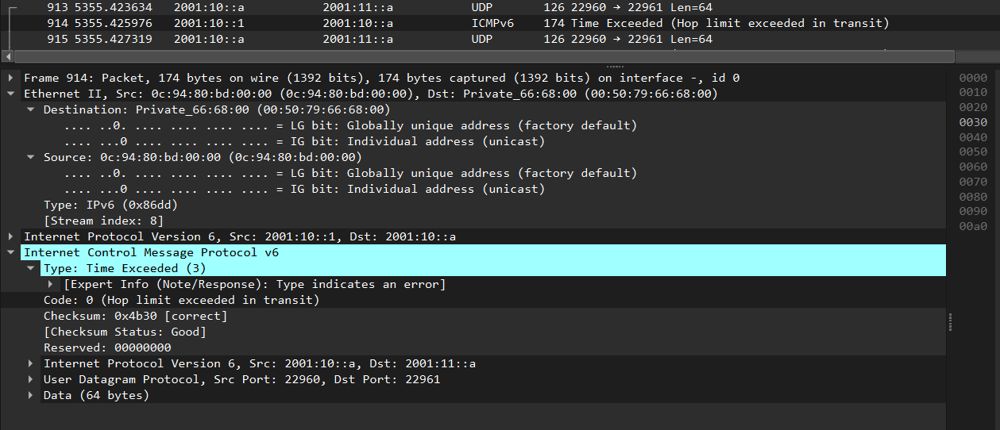 913 5355.423634 2001:10::a 2001:11::a UDP 126 22960 → 22961 Len=64
914 5355.425976 2001:10::1 2001:11::a ICMPv6 174 Time Exceeded (Hop limit exceeded in transit)
915 5355.427319 2001:10::a 2001:11::a UDP 126 22960 → 22961 Len=64
Frame 914: Packet, 174 bytes on wire (1392 bits), 174 bytes captured (1392 bits) on interface -, id 0
Ethernet II, Src: 0c:94:80:bd:00:00 (0c:94:80:bd:00:00), Dst: Private_66:68:00 (00:50:79:66:68:00)
Destination: Private_66:68:00 (00:50:79:66:68:00)
.... ..0. .... .... .... .... = LG bit: Globally unique address (factory default)
.... ...0 .... .... .... .... = IG bit: Individual address (unicast)
Source: 0c:94:80:bd:00:00 (0c:94:80:bd:00:00)
.... ..0. .... .... .... .... = LG bit: Globally unique address (factory default)
.... ...0 .... .... .... .... = IG bit: Individual address (unicast)
Type: IPv6 (0x86dd)
[Stream index: 8]
Internet Protocol Version 6, Src: 2001:10::1, Dst: 2001:10::a
Internet Control Message Protocol v6
Type: Time Exceeded (3)
[Expert Info (Note/Response): Type indicates an error]
Code: 0 (Hop limit exceeded in transit)
Checksum: 0x4b30 [correct]
[Checksum Status: Good]
Reserved: 00000000
Internet Protocol Version 6, Src: 2001:10::a, Dst: 2001:11::a
User Datagram Protocol, Src Port: 22960, Dst Port: 22961
Data (64 bytes)
0000
0010
0020
0030
0040
0050
0060
0070
0080
0090
00a0